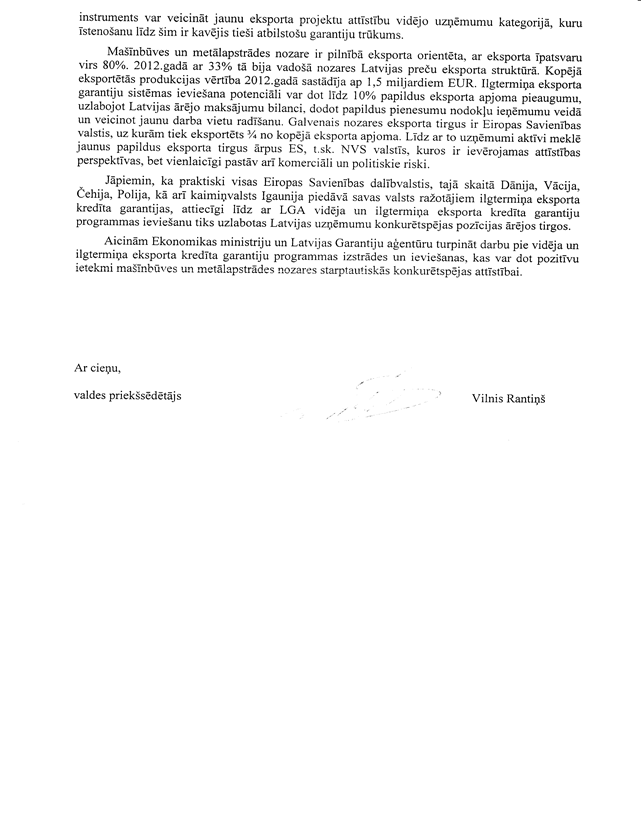 instruments var veicināt jaunu eksporta projektu attīstību vidējo uzņēmumu kategorijā, kuru
īstenošanu līdz šim ir kavējis tieši atbilstošu garantiju trūkums.
Mašīnbūves un metālapstrādes nozare ir pilnībā eksporta orientēta, ar eksporta īpatsvaru
virs 80%. 2012.gadā ar 33% tā bija vadošā nozares Latvijas preču eksporta struktūrā. Kopējā
eksportētās produkcijas vērtība 2012.gadā sastādīja ap 1,5 miljardiem EUR. Ilgtermiņa eksporta
garantiju sistēmas ieviešana potenciāli var dot līdz 10% papildus eksporta apjoma pieaugumu,
uzlabojot Latvijas ārējo maksājumu bilanci, dodot papildus pienesumu nodokļu ieņēmumu veidā
un veicinot jaunu darba vietu radīšanu. Galvenais nozares eksporta tirgus ir Eiropas Savienības
valstis, uz kurām tiek eksportēts ¾ no kopējā eksporta apjoma. Līdz ar to uzņēmumi aktīvi meklē
jaunus papildus eksporta tirgus ārpus ES, t.sk. NVS valstīs, kuros ir ievērojamas attīstības
perspektīvas, bet vienlaicīgi pastāv arī komerciāli un politiskie riski.
Jāpiemin, ka praktiski visas Eiropas Savienības dalībvalstis, tajā skaitā Dānija, Vācija,
Čehija, Polija, kā arī kaimiņvalsts Igaunija piedāvā savas valsts ražotājiem ilgtermiņa eksporta
kredīta garantijas, attiecīgi līdz ar LGA vidēja un ilgtermiņa eksporta kredīta garantiju
programmas ieviešanu tiks uzlabotas Latvijas uzņēmumu konkurētspējas pozīcijas ārējos tirgos.
Aicinām Ekonomikas ministriju un Latvijas Garantiju aģentūru turpināt darbu pie vidēja un
ilgtermiņa eksporta kredīta garantiju programmas izstrādes un ieviešanas, kas var dot pozitīvu
ietekmi mašīnbūves un metālapstrādes nozares starptautiskās konkurētspējas attīstībai.
Ar cieņu,
valdes priekšsēdētājs
Vilnis Rantiņš